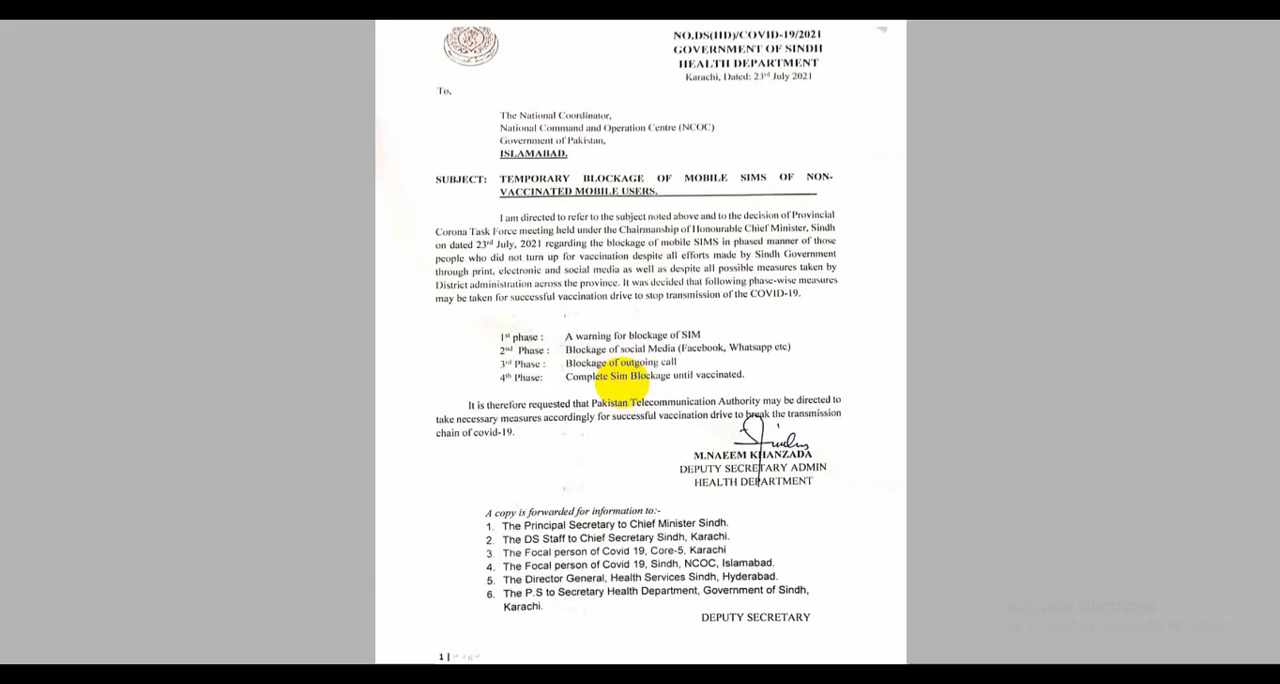 NO.DS(HD)/COVID-19/2021
GOVERNMENT OF SINDH
HEALTH DEPARTMENT
Karachi, Dated: 23rd July 2021
To,
The National Coordinator,
National Command and Operation Centre (NCOC)
Government of Pakistan,
ISLAMABAD.
SUBJECT: TEMPORARY BLOCKAGE OF MOBILE SIMS OF NON-
VACCINATED MOBILE USERS.
I am directed to refer to the subject noted above and to the decision of Provincial
Corona Task Force meeting held under the Chairmanship of Honourable Chief Minister, Sindh
on dated 23rd July, 2021 regarding the blockage of mobile SIMS in phased manner of those
people who did not turn up for vaccination despite all efforts made by Sindh Government
through print, electronic and social media as well as despite all possible measures taken by
District administration across the province. It was decided that following phase-wise measures
may be taken for successful vaccination drive to stop transmission of the COVID-19.
1st phase : A warning for blockage of SIM
2nd Phase : Blockage of social Media (Facebook, Whatsapp etc)
3rd Phase : Blockage of outgoing call
4th Phase: Complete Sim Blockage until vaccinated.
It is therefore requested that Pakistan Telecommunication Authority may be directed to
take necessary measures accordingly for successful vaccination drive to break the transmission
chain of covid-19.
M.NAEEM KHANZADA
DEPUTY SECRETARY ADMIN
HEALTH DEPARTMENT
A copy is forwarded for information to:-
1. The Principal Secretary to Chief Minister Sindh.
2. The DS Staff to Chief Secretary Sindh, Karachi.
3. The Focal person of Covid 19, Core-5, Karachi
4. The Focal person of Covid 19, Sindh, NCOC, Islamabad.
5. The Director General, Health Services Sindh, Hyderabad.
6. The P.S to Secretary Health Department, Government of Sindh,
Karachi.
DEPUTY SECRETARY
1 |